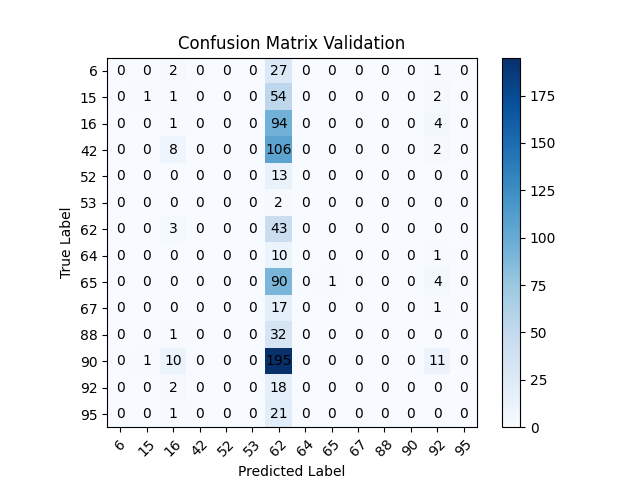 Confusion Matrix Validation
6 0 0 2 0 0 0 27 0 0 0 0 0 1 0
15 0 1 1 0 0 0 54 0 0 0 0 0 2 0
16 0 0 1 0 0 0 94 0 0 0 0 0 4 0
42 0 0 8 0 0 0 106 0 0 0 0 0 2 0
52 0 0 0 0 0 0 13 0 0 0 0 0 0 0
53 0 0 0 0 0 0 2 0 0 0 0 0 0 0
62 0 0 3 0 0 0 43 0 0 0 0 0 0 0
64 0 0 0 0 0 0 10 0 0 0 0 0 1 0
65 0 0 0 0 0 0 90 0 1 0 0 0 4 0
67 0 0 0 0 0 0 17 0 0 0 0 0 1 0
88 0 0 1 0 0 0 32 0 0 0 0 0 0 0
90 0 1 10 0 0 0 195 0 0 0 0 0 11 0
92 0 0 2 0 0 0 18 0 0 0 0 0 0 0
95 0 0 1 0 0 0 21 0 0 0 0 0 0 0
6 15 16 42 52 53 62 64 65 67 88 90 92 95
Predicted Label
True Label
175
150
125
100
75
50
25
0